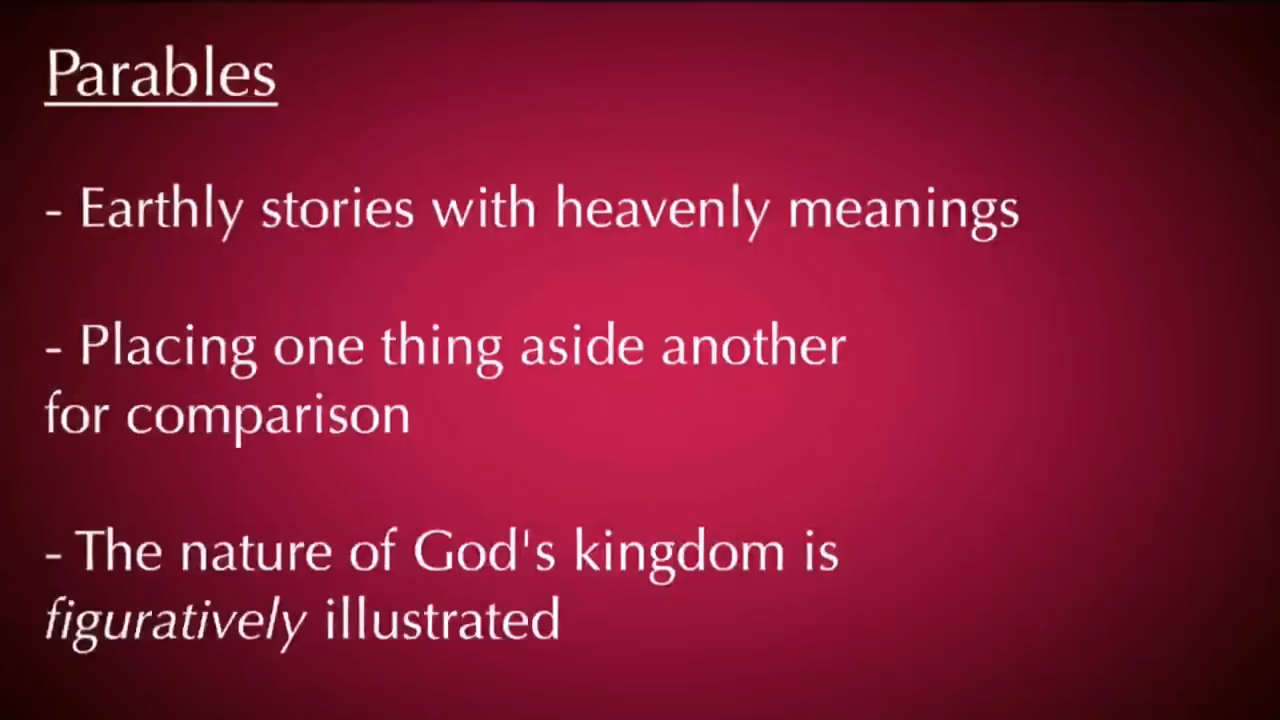 Parables
- Earthly stories with heavenly meanings
- Placing one thing aside another
for comparison
- The nature of God's kingdom is
figuratively illustrated